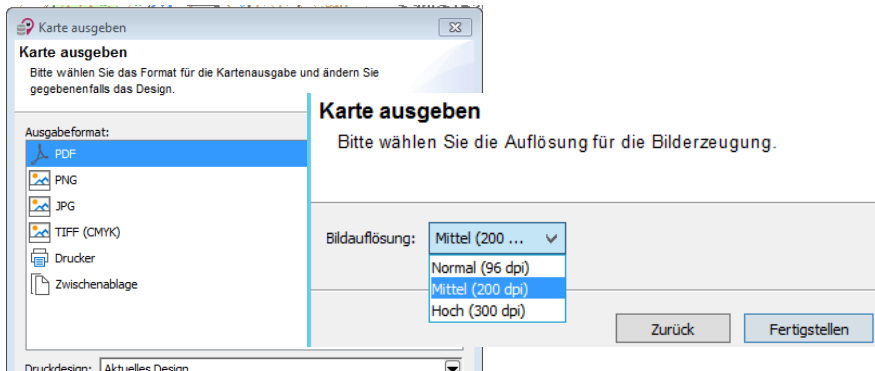 Karte ausgeben
Karte ausgeben
Bitte wählen Sie das Format für die Kartenausgabe und ändern Sie
gegebenenfalls das Design.
Ausgabeformat:
PDF
PNG
JPG
TIFF (CMYK)
Drucker
Zwischenablage
Druckdesign: Aktuelles Design
Karte ausgeben
Bitte wählen Sie die Auflösung für die Bilderzeugung.
Bildauflösung: Mittel (200 ...
Normal (96 dpi)
Mittel (200 dpi)
Hoch (300 dpi)
Zurück Fertigstellen